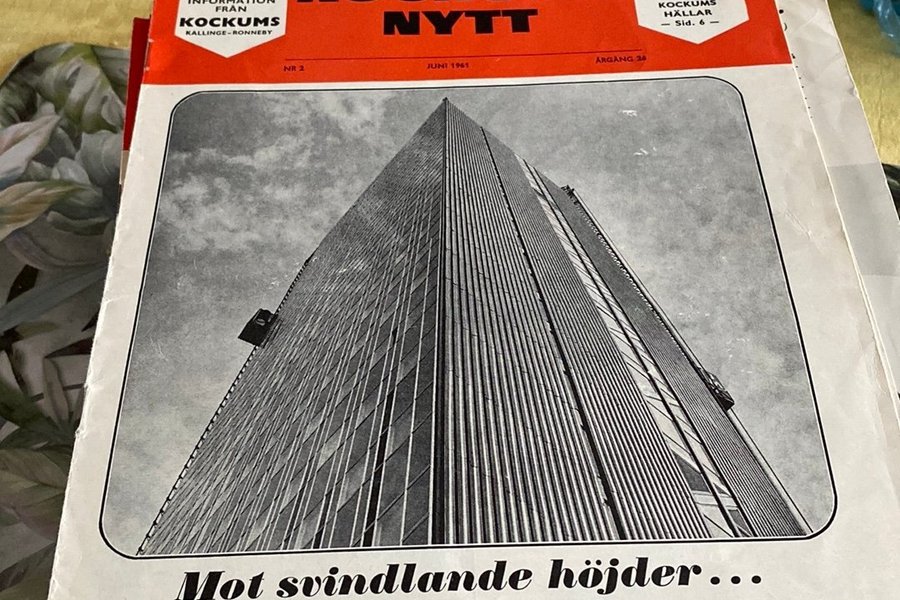 INFORMATION
FRÅN
KOCKUMS
KALLINGE-RONNEBY
NYTT
KOCKUMS
HÄLLAR
— Sid. 6 —
NR 2 JUNI 1961 ÅRGÅNG 26
Mot svindlande höjder...